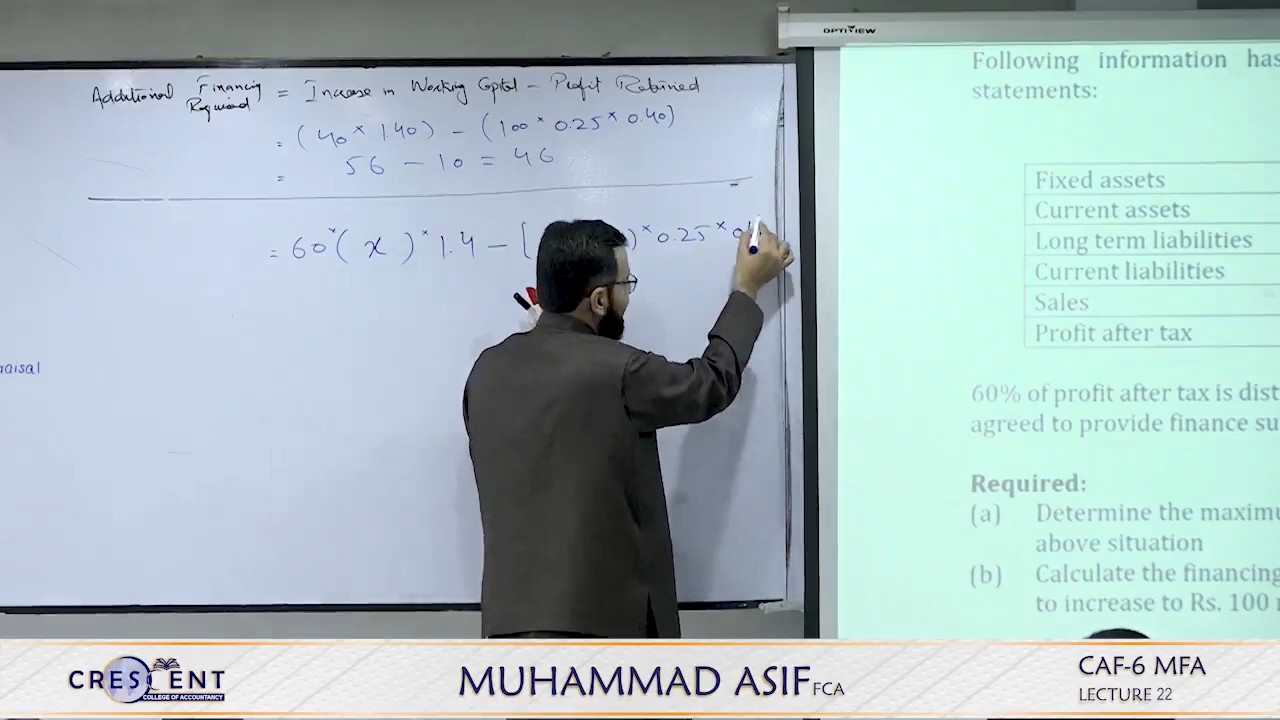 Additional Financing Required = Increase in Working Capital - Profit Retained
= (40 × 140) - (100 × 0.25 × 0.40)
= 56 - 10 = 46
= 60 × ( x ) × 1.4 - [ ) × 0.25 ×
raisal
OPTIVIEW
Following information has
statements:
Fixed assets
Current assets
Long term liabilities
Current liabilities
Sales
Profit after tax
60% of profit after tax is dist
agreed to provide finance su
Required:
(a) Determine the maximu
above situation
(b) Calculate the financing
to increase to Rs. 100
CRESCENT
COLLEGE OF ACCOUNTANCY
MUHAMMAD ASIF FCA
CAF-6 MFA
LECTURE 22